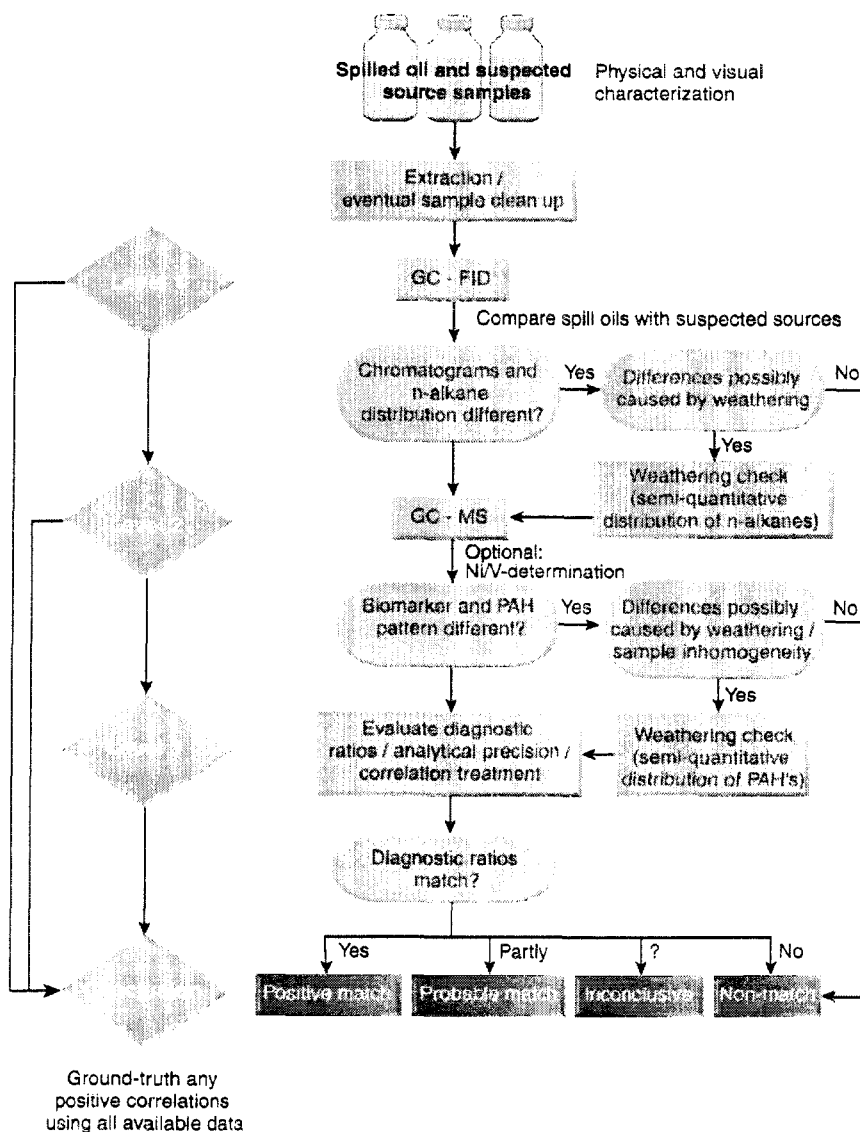 Spilled oil and suspected
source samples
Physical and visual
characterization
Extraction /
eventual sample clean up
GC - FID
Compare spill oils with suspected sources
Chromatograms and
n-alkane
distribution different?
Yes
Differences possibly
caused by weathering
No
Yes
Weathering check
(semi-quantitative
distribution of n-alkanes)
GC - MS
Optional:
Ni/V-determination
Biomarker and PAH
pattern different?
Yes
Differences possibly
caused by weathering /
sample inhomogeneity
No
Yes
Evaluate diagnostic
ratios / analytical precision /
correlation treatment
Weathering check
(semi-quantitative
distribution of PAH's)
Diagnostic ratios
match?
Yes
Partly
?
No
Positive match
Probable match
Inconclusive
Non-match
Ground-truth any
positive correlations
using all available data